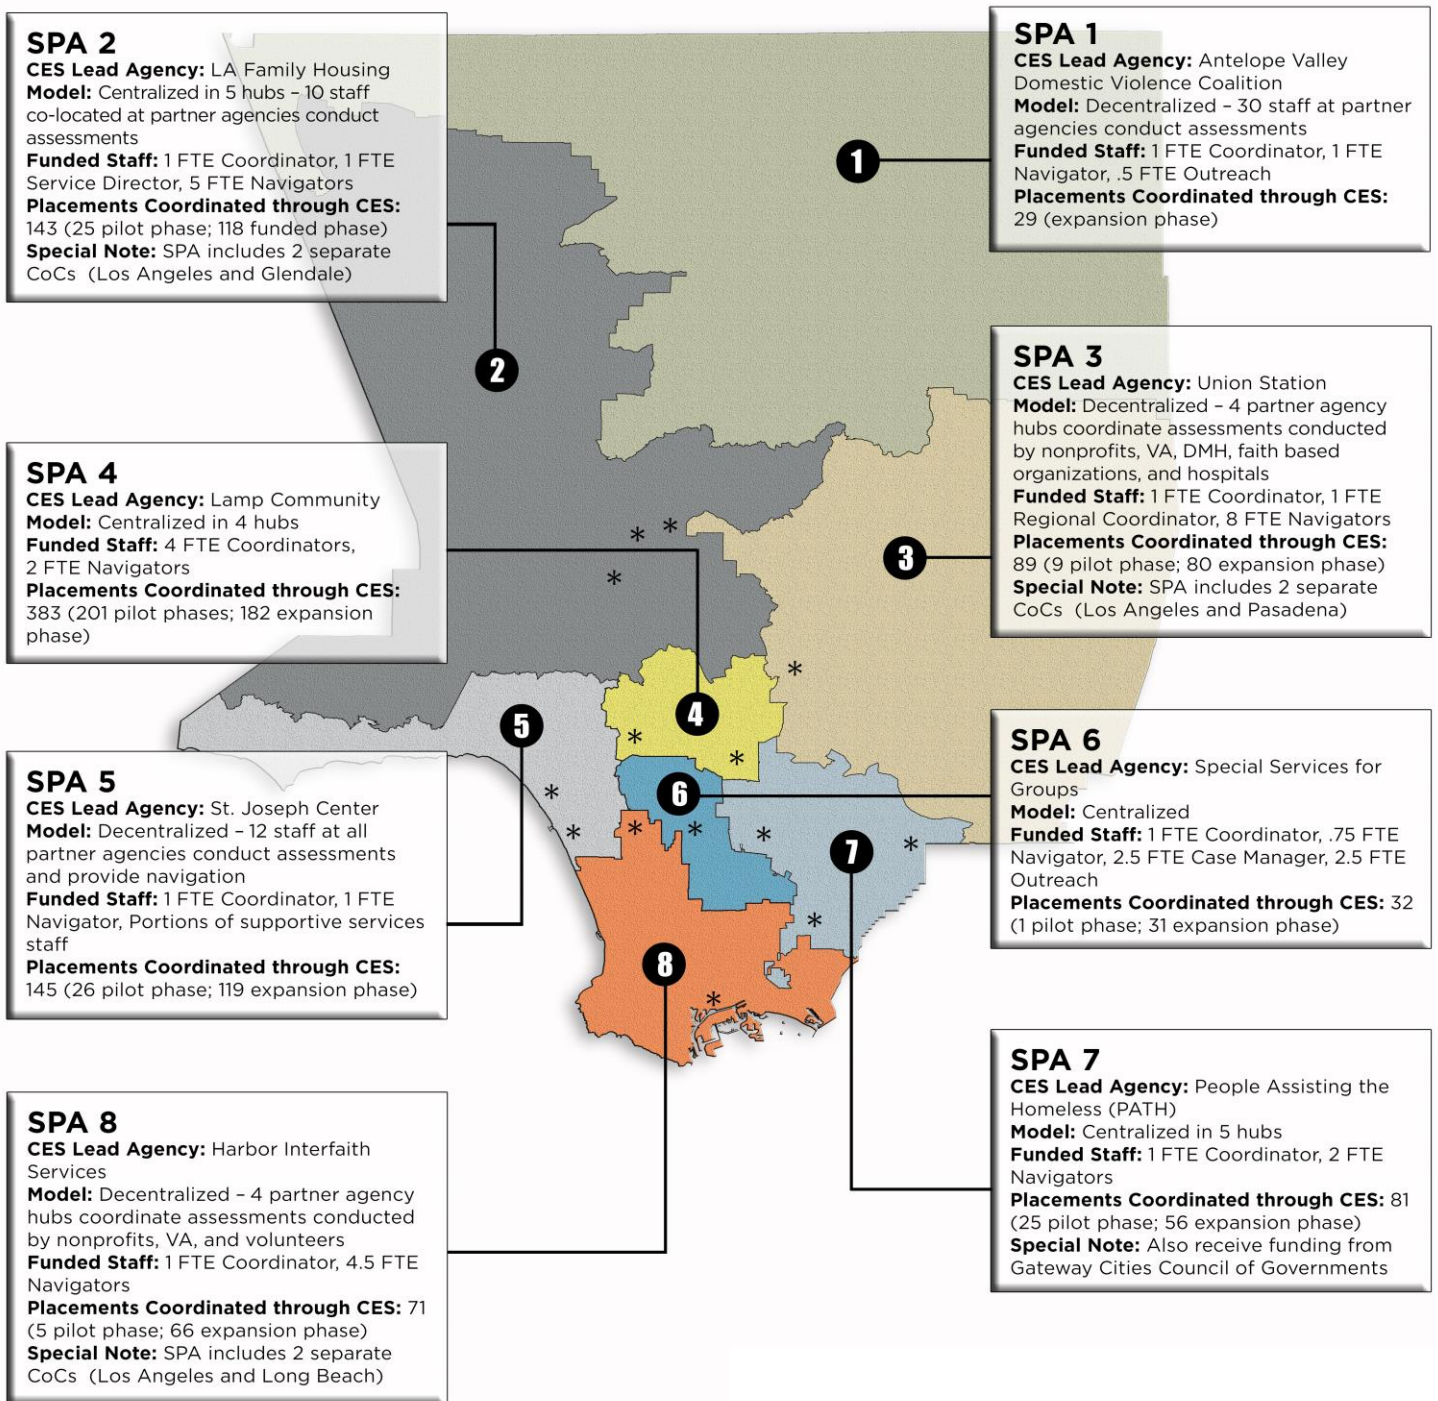 SPA 2
CES Lead Agency: LA Family Housing
Model: Centralized in 5 hubs – 10 staff
co-located at partner agencies conduct
assessments
Funded Staff: 1 FTE Coordinator, 1 FTE
Service Director, 5 FTE Navigators
Placements Coordinated through CES:
143 (25 pilot phase; 118 funded phase)
Special Note: SPA includes 2 separate
CoCs (Los Angeles and Glendale)
SPA 1
CES Lead Agency: Antelope Valley
Domestic Violence Coalition
Model: Decentralized – 30 staff at partner
agencies conduct assessments
Funded Staff: 1 FTE Coordinator, 1 FTE
Navigator, .5 FTE Outreach
Placements Coordinated through CES:
29 (expansion phase)
SPA 3
CES Lead Agency: Union Station
Model: Decentralized – 4 partner agency
hubs coordinate assessments conducted
by nonprofits, VA, DMH, faith based
organizations, and hospitals
Funded Staff: 1 FTE Coordinator, 1 FTE
Regional Coordinator, 8 FTE Navigators
Placements Coordinated through CES:
89 (9 pilot phase; 80 expansion phase)
Special Note: SPA includes 2 separate
CoCs (Los Angeles and Pasadena)
SPA 4
CES Lead Agency: Lamp Community
Model: Centralized in 4 hubs
Funded Staff: 4 FTE Coordinators,
2 FTE Navigators
Placements Coordinated through CES:
383 (201 pilot phases; 182 expansion
phase)
SPA 5
CES Lead Agency: St. Joseph Center
Model: Decentralized – 12 staff at all
partner agencies conduct assessments
and provide navigation
Funded Staff: 1 FTE Coordinator, 1 FTE
Navigator, Portions of supportive services
staff
Placements Coordinated through CES:
145 (26 pilot phase; 119 expansion phase)
SPA 6
CES Lead Agency: Special Services for
Groups
Model: Centralized
Funded Staff: 1 FTE Coordinator, .75 FTE
Navigator, 2.5 FTE Case Manager, 2.5 FTE
Outreach
Placements Coordinated through CES: 32
(1 pilot phase; 31 expansion phase)
SPA 8
CES Lead Agency: Harbor Interfaith
Services
Model: Decentralized – 4 partner agency
hubs coordinate assessments conducted
by nonprofits, VA, and volunteers
Funded Staff: 1 FTE Coordinator, 4.5 FTE
Navigators
Placements Coordinated through CES: 71
(5 pilot phase; 66 expansion phase)
Special Note: SPA includes 2 separate
CoCs (Los Angeles and Long Beach)
SPA 7
CES Lead Agency: People Assisting the
Homeless (PATH)
Model: Centralized in 5 hubs
Funded Staff: 1 FTE Coordinator, 2 FTE
Navigators
Placements Coordinated through CES: 81
(25 pilot phase; 56 expansion phase)
Special Note: Also receive funding from
Gateway Cities Council of Governments
1
2
3
4
5
6
7
8
* *
*
*
*
*
*
*
*
*
*
*
*
*